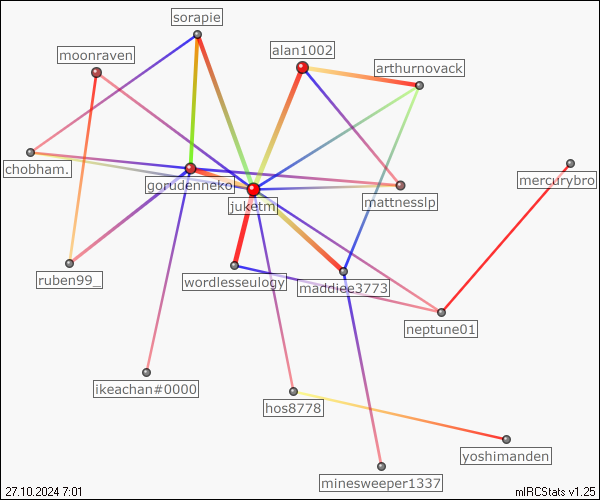 sorapie
alan1002
moonraven
arthurnovack
chobham.
mercurybro
gorudenneko
juketm
mattnesslp
ruben99_
wordlesseulogy
maddiee3773
neptune01
ikeachan#0000
hos8778
yoshimanden
minesweeper1337
27.10.2024 7:01
mIRCStats v1.25